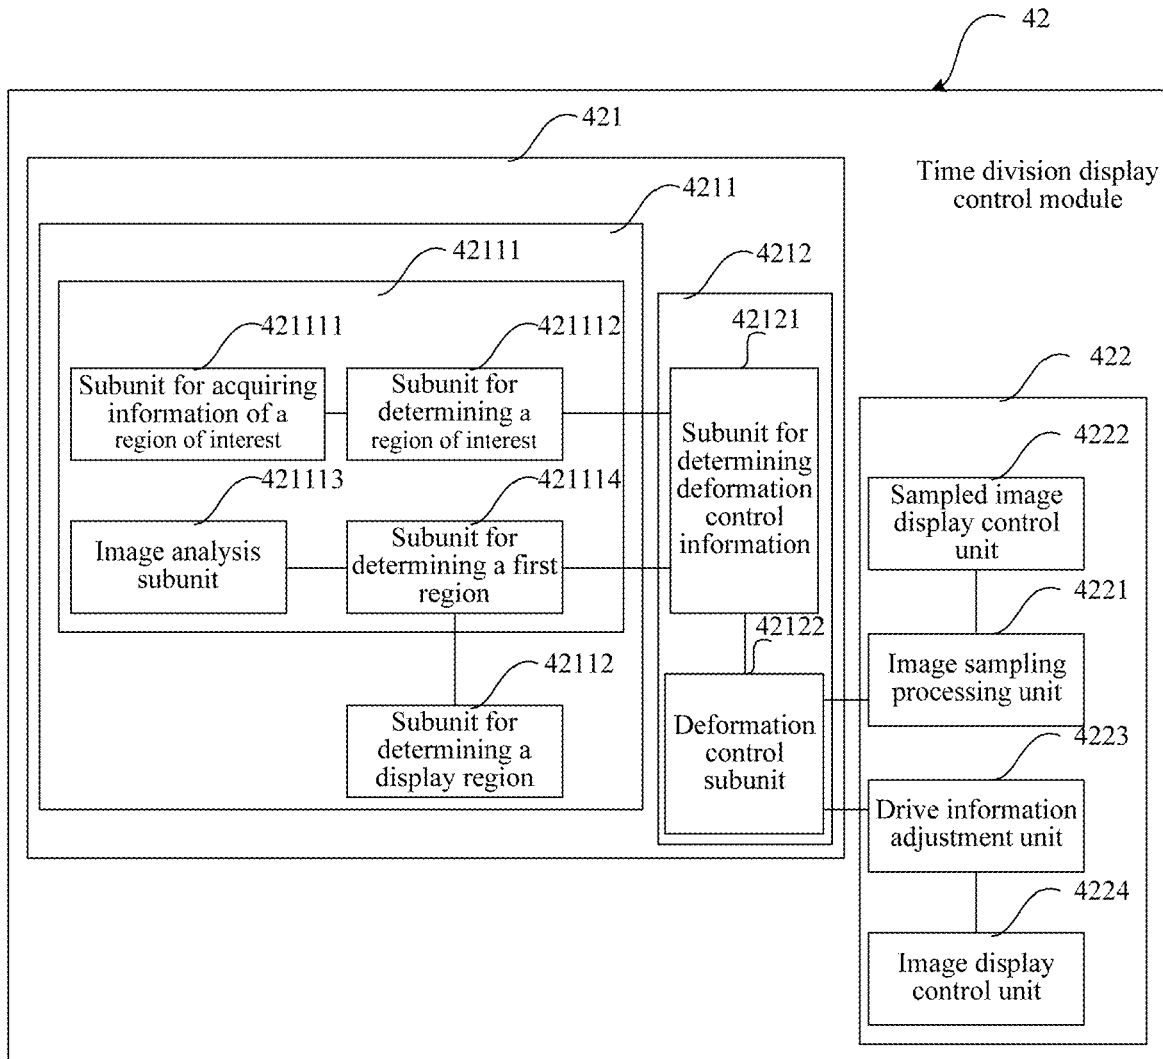 42
421
Time division display
control module
4211
42111
4212
421111
421112
42121
422
Subunit for acquiring
information of a
region of interest
Subunit for
determining a
region of interest
Subunit for
determining
deformation
control
information
4222
Sampled image
display control
unit
421113
421114
Image analysis
subunit
Subunit for
determining a first
region
4221
Image sampling
processing unit
42122
42112
Subunit for
determining a
display region
Deformation
control
subunit
4223
Drive information
adjustment unit
4224
Image display
control unit